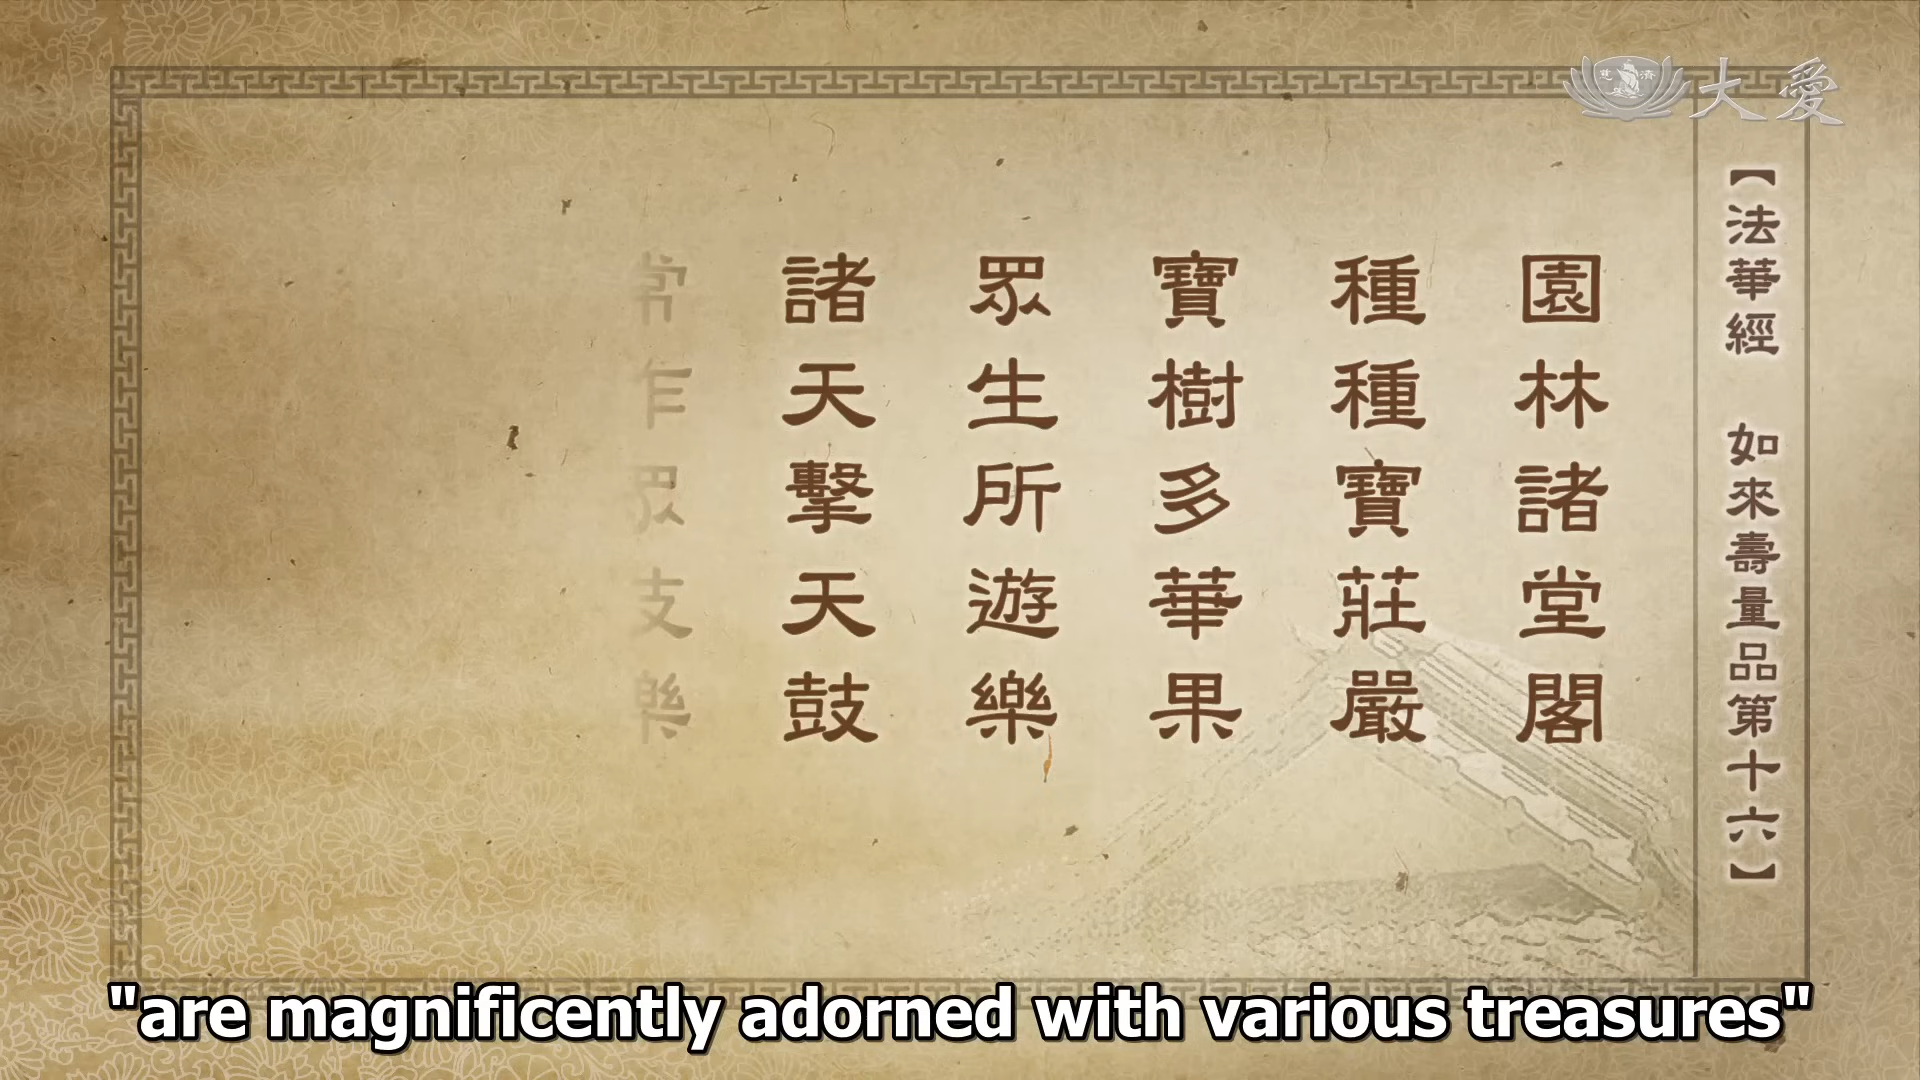 大愛
慈濟
【法華經 如來壽量品第十六】
園林諸堂閣
種種寶莊嚴
寶樹多華果
眾生所遊樂
諸天擊天鼓
常作眾伎樂
"are magnificently adorned with various treasures"